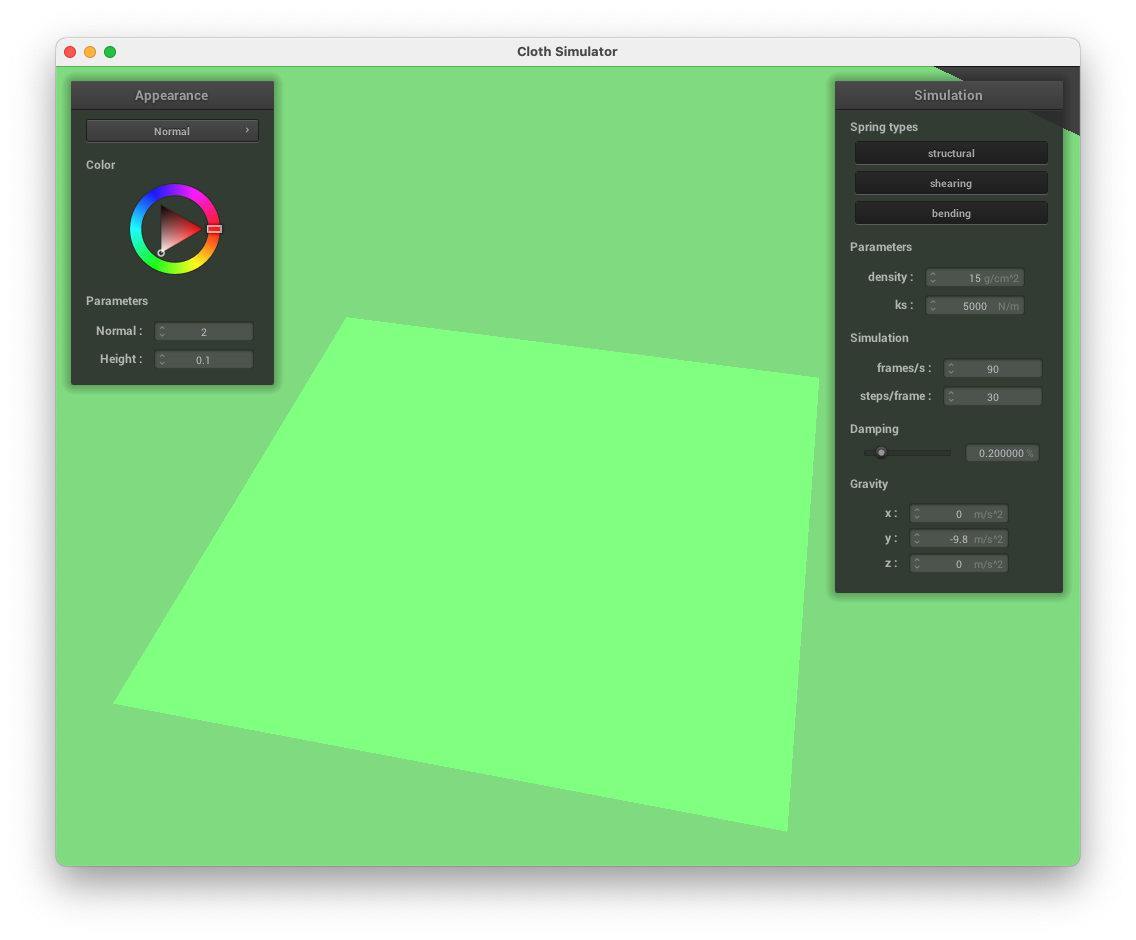 Cloth Simulator
Appearance
Normal ›
Color
Parameters
Normal : 2
Height : 0.1
Simulation
Spring types
structural
shearing
bending
Parameters
density : 15 g/cm^2
ks : 5000 N/m
Simulation
frames/s : 90
steps/frame : 30
Damping
0.200000 %
Gravity
x : 0 m/s^2
y : -9.8 m/s^2
z : 0 m/s^2